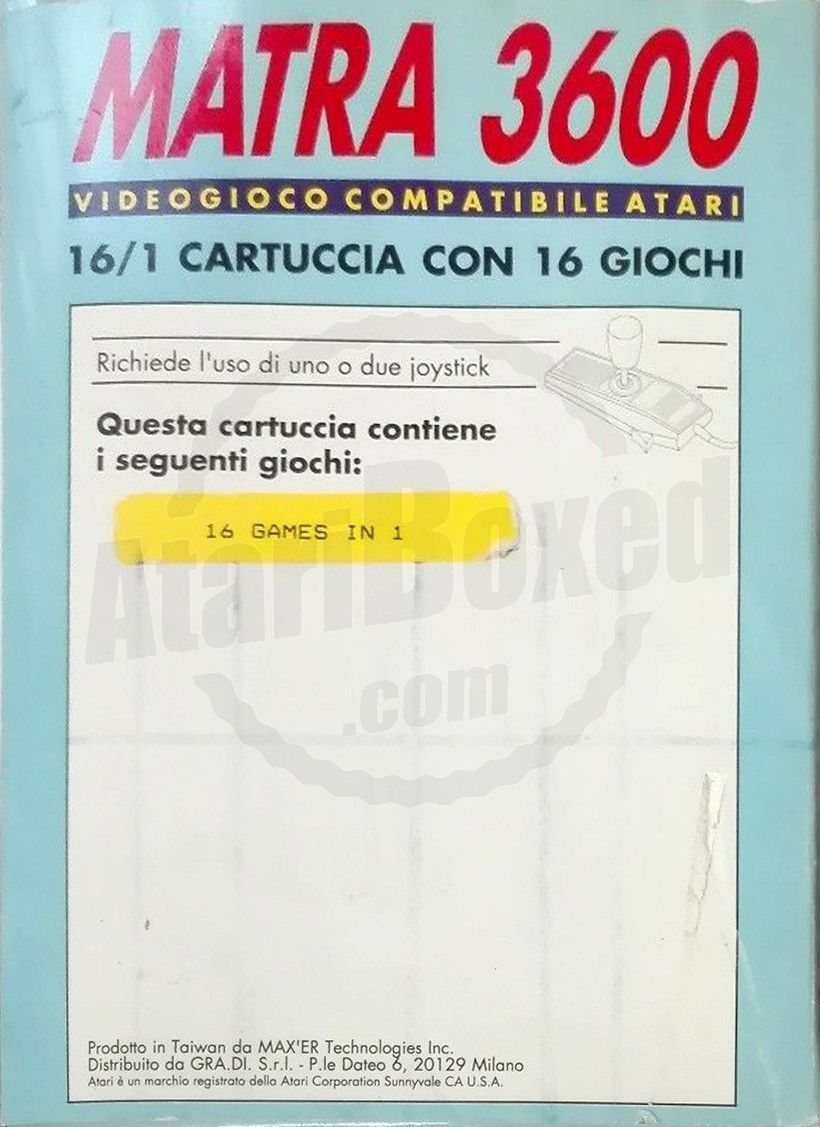 MATRA 3600
VIDEOGIOCO COMPATIBILE ATARI
16/1 CARTUCCIA CON 16 GIOCHI
Richiede l'uso di uno o due joystick
Questa cartuccia contiene
i seguenti giochi:
16 GAMES IN 1
AtariBoxed
.com
Prodotto in Taiwan da MAX'ER Technologies Inc.
Distribuito da GRA.DI. S.r.l. - P.le Dateo 6, 20129 Milano
Atari è un marchio registrato della Atari Corporation Sunnyvale CA U.S.A.